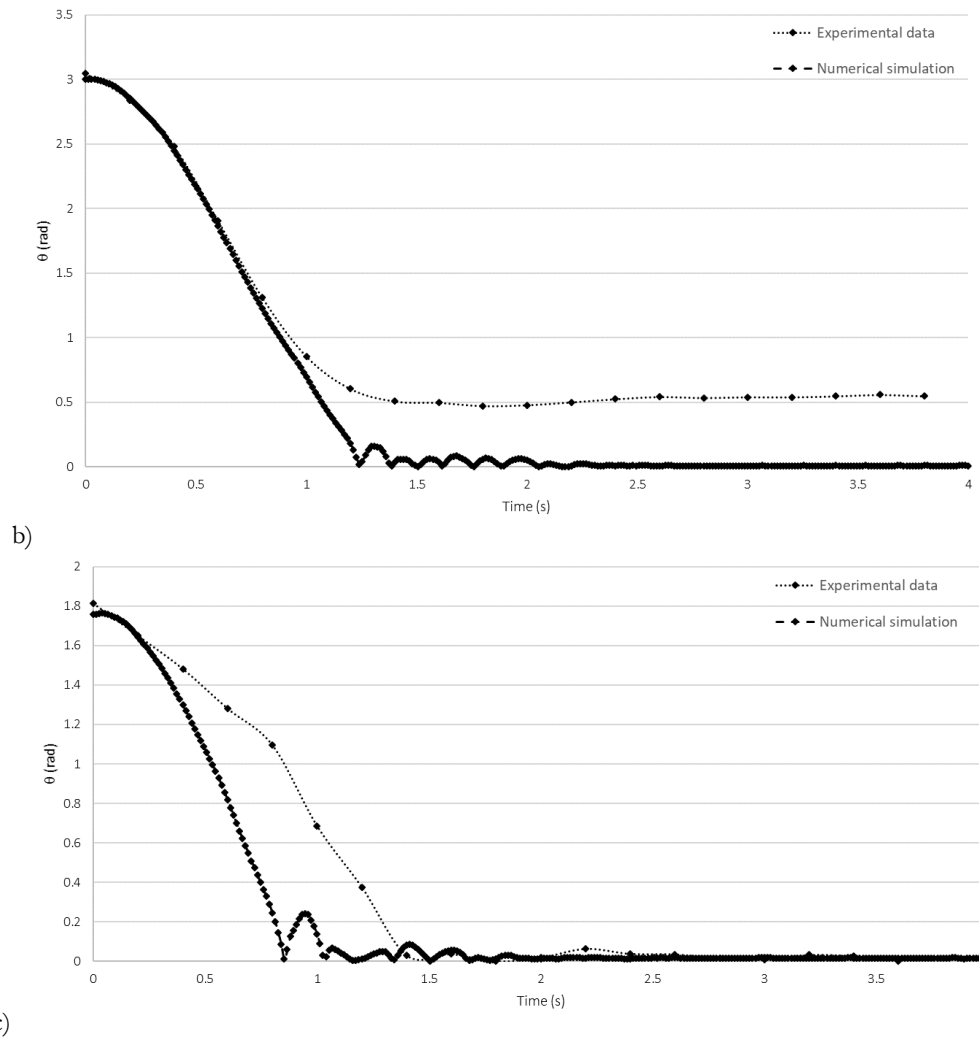 3.5
Experimental data
Numerical simulation
3
2.5
2
θ (rad)
1.5
1
0.5
0
0 0.5 1 1.5 2 2.5 3 3.5 4
Time (s)
b)
2
Experimental data
1.8
Numerical simulation
1.6
1.4
1.2
θ (rad)
1
0.8
0.6
0.4
0.2
0
0 0.5 1 1.5 2 2.5 3 3.5
Time (s)